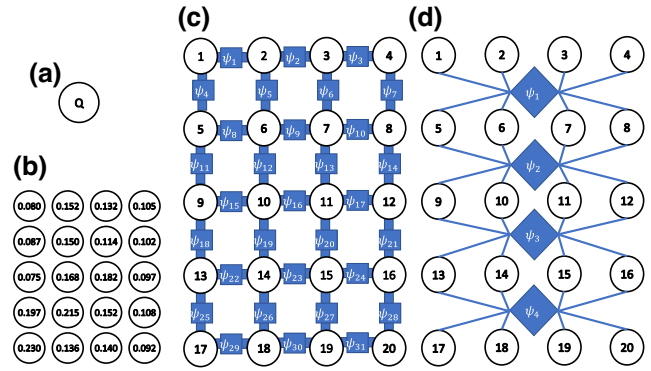 (a)
Q
(b)
0.080 0.152 0.132 0.105
0.087 0.150 0.114 0.102
0.075 0.168 0.182 0.097
0.197 0.215 0.152 0.108
0.230 0.136 0.140 0.092
(c)
1 ψ1 2 ψ2 3 ψ3 4
ψ4 ψ5 ψ6 ψ7
5 ψ8 6 ψ9 7 ψ10 8
ψ11 ψ12 ψ13 ψ14
9 ψ15 10 ψ16 11 ψ17 12
ψ18 ψ19 ψ20 ψ21
13 ψ22 14 ψ23 15 ψ24 16
ψ25 ψ26 ψ27 ψ28
17 ψ29 18 ψ30 19 ψ31 20
(d)
1 2 3 4
ψ1
5 6 7 8
ψ2
9 10 11 12
ψ3
13 14 15 16
ψ4
17 18 19 20